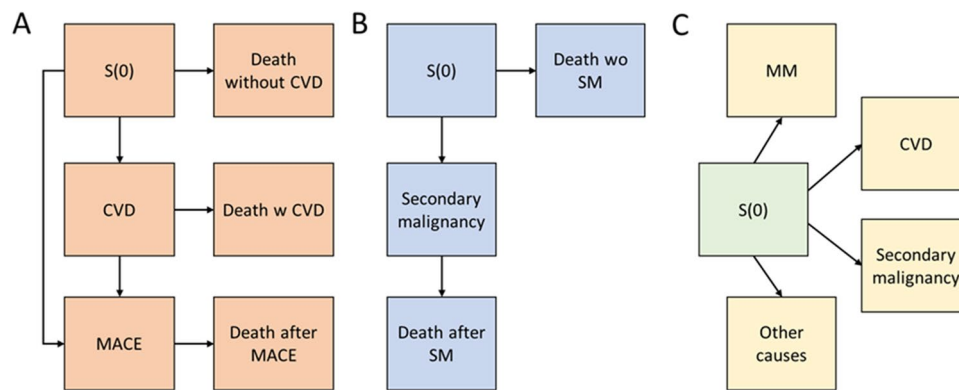 A
S(0)
Death
without CVD
CVD
Death w CVD
MACE
Death after
MACE
B
S(0)
Death wo
SM
Secondary
malignancy
Death after
SM
C
MM
CVD
S(0)
Secondary
malignancy
Other
causes